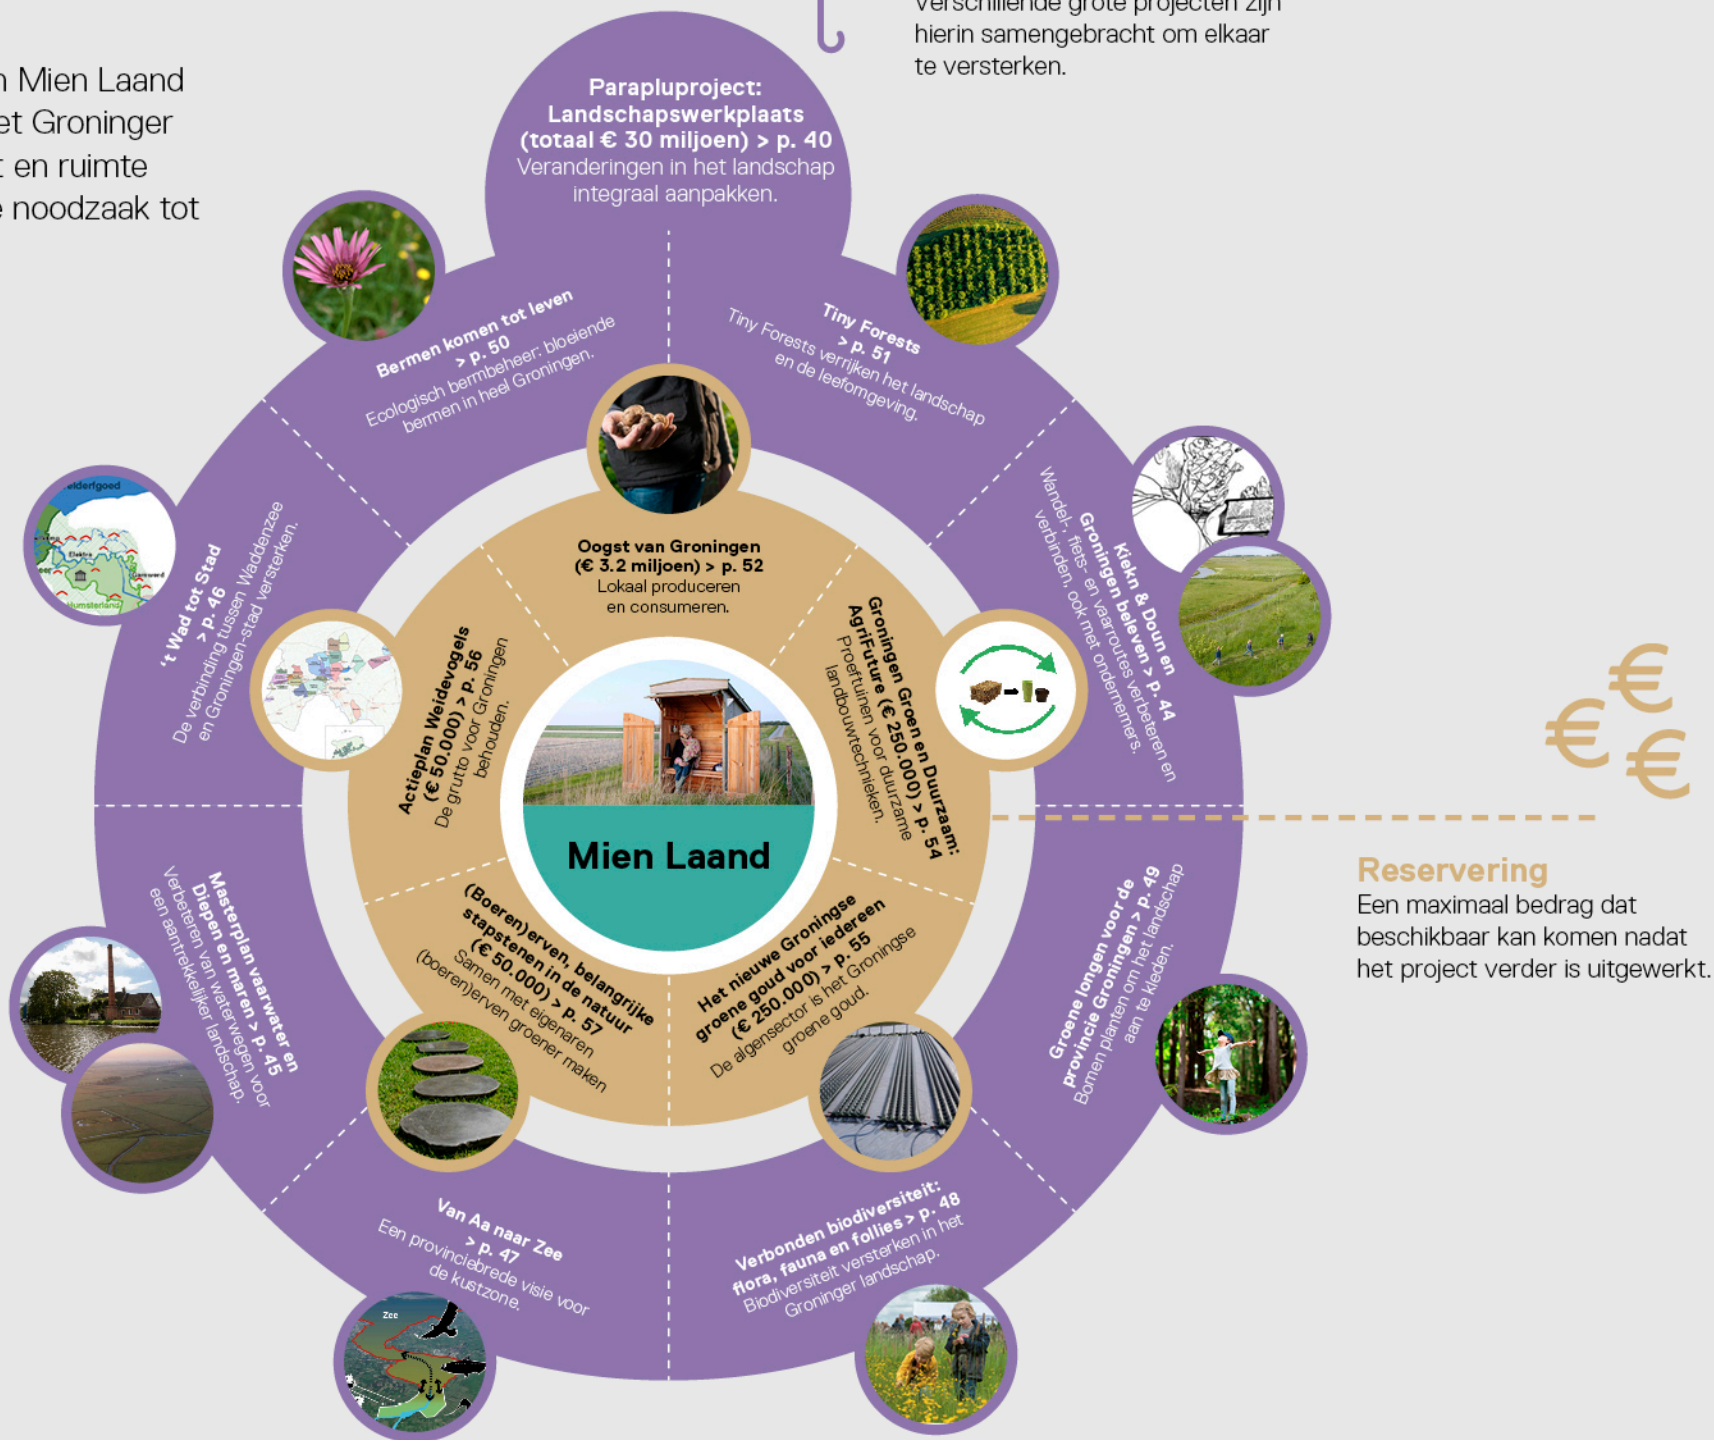 n Mien Laand
et Groninger
t en ruimte
e noodzaak tot
Verschillende grote projecten zijn
hierin samengebracht om elkaar
te versterken.
Parapluproject:
Landschapswerkplaats
(totaal € 30 miljoen) > p. 40
Veranderingen in het landschap
integraal aanpakken.
Bermen komen tot leven
> p. 50
Ecologisch bermbeheer: bloeiende
bermen in heel Groningen.
Tiny Forests
> p. 51
Tiny Forests verrijken het landschap
en de leefomgeving.
Kiekn & Doun en
Groningen beleven > p. 44
Wandel-, fiets- en vaarroutes verbeteren en
verbinden, ook met ondernemers.
Groene longen voor de
provincie Groningen > p. 49
Bomen planten om het landschap
aan te kleden.
Verbonden biodiversiteit:
flora, fauna en follies > p. 48
Biodiversiteit versterken in het
Groninger landschap.
Van Aa naar Zee
> p. 47
Een provinciebrede visie voor
de kustzone.
Zee
Masterplan vaarwater en
Diepen en maren > p. 45
Verbeteren van waterwegen voor
een aantrekkelijker landschap.
't Wad tot Stad
> p. 46
De verbinding tussen Waddenzee
en Groningen-stad versterken.
elderfgoed
Elektra
Garnwerd
Humsterland
Oogst van Groningen
(€ 3.2 miljoen) > p. 52
Lokaal produceren
en consumeren.
Groningen Groen en Duurzaam:
AgriFuture (€ 250.000) > p. 54
Proeftuinen voor duurzame
landbouwtechnieken.
Het nieuwe Groningse
groene goud voor iedereen
(€ 250.000) > p. 55
De algensector is het Groningse
groene goud.
(Boeren)erven, belangrijke
stapstenen in de natuur
(€ 50.000) > p. 57
Samen met eigenaren
(boeren)erven groener maken
Actieplan Weidevogels
(€ 50.000) > p. 56
De grutto voor Groningen
behouden.
Mien Laand
€
€
€
Reservering
Een maximaal bedrag dat
beschikbaar kan komen nadat
het project verder is uitgewerkt.